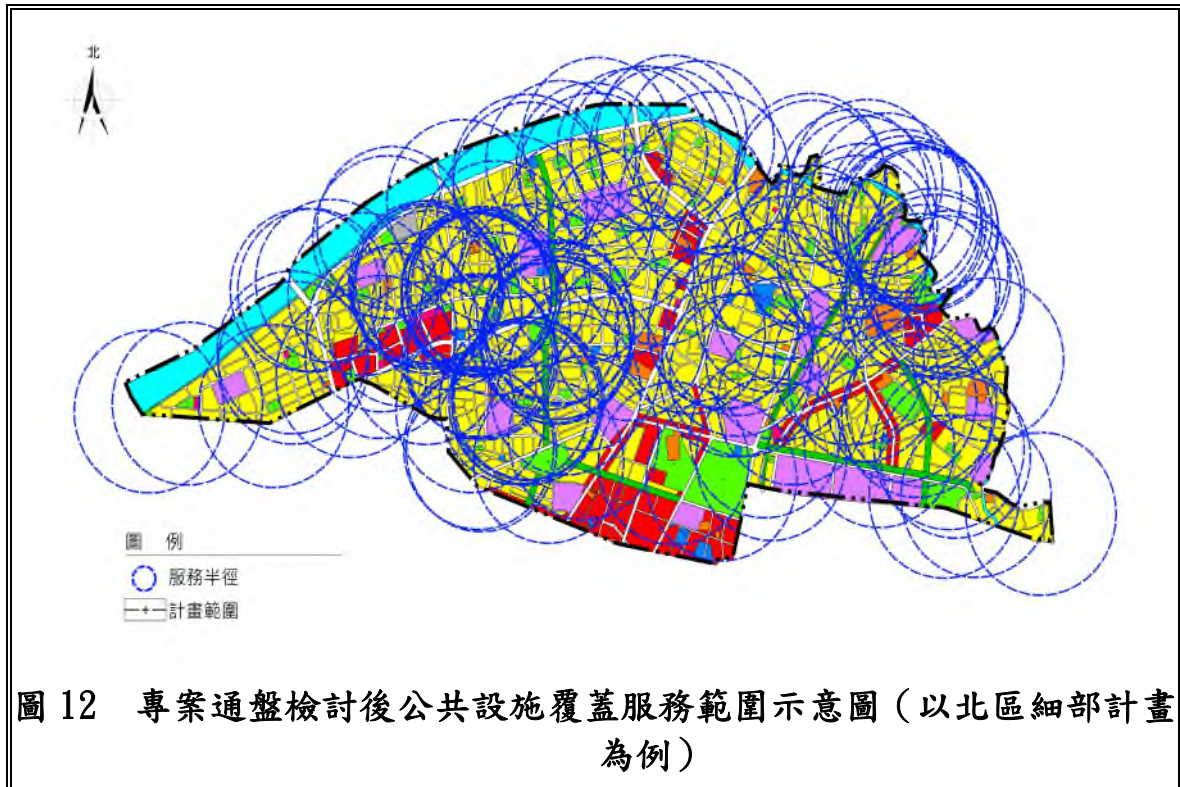 北
圖 例
服務半徑
計畫範圍
圖 12 專案通盤檢討後公共設施覆蓋服務範圍示意圖（以北區細部計畫
為例）